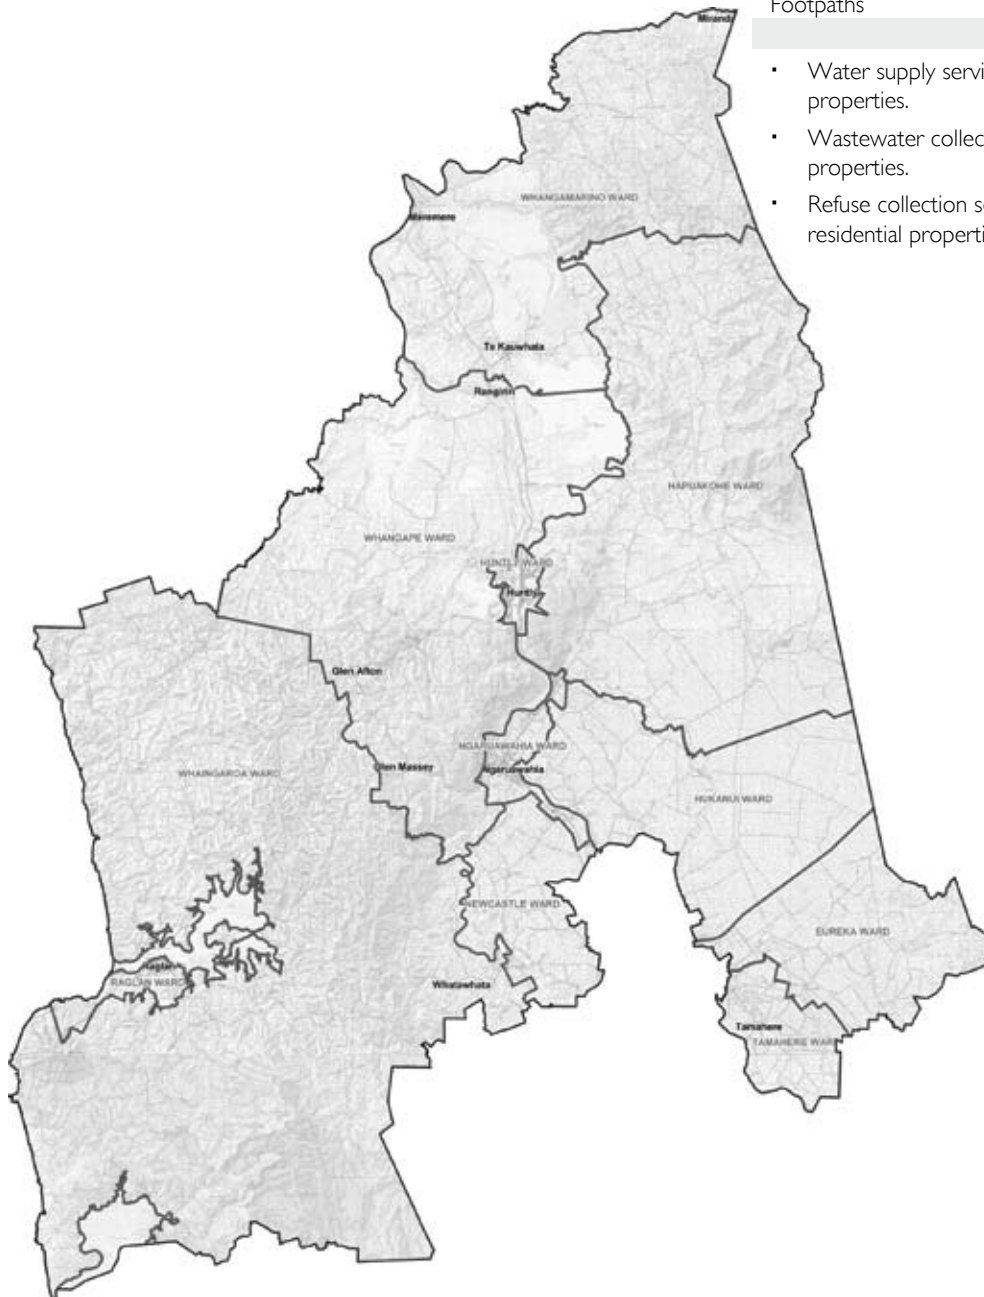 Footpaths
Miranda
Water supply servi
properties.
Wastewater collec
properties.
Refuse collection se
residential properti
WHANGAMARINO WARD
Meremere
Te Kauwhata
Rangiriri
HAPUAKOHE WARD
WHANGAPE WARD
HUNTLY WARD
Huntly
Glen Afton
NGARUAWAHIA WARD
Glen Massey
Ngaruawahia
WHAINGAROA WARD
HUKANUI WARD
NEWCASTLE WARD
EUREKA WARD
Raglan
RAGLAN WARD
Whatawhata
Tamahere
TAMAHERE WARD